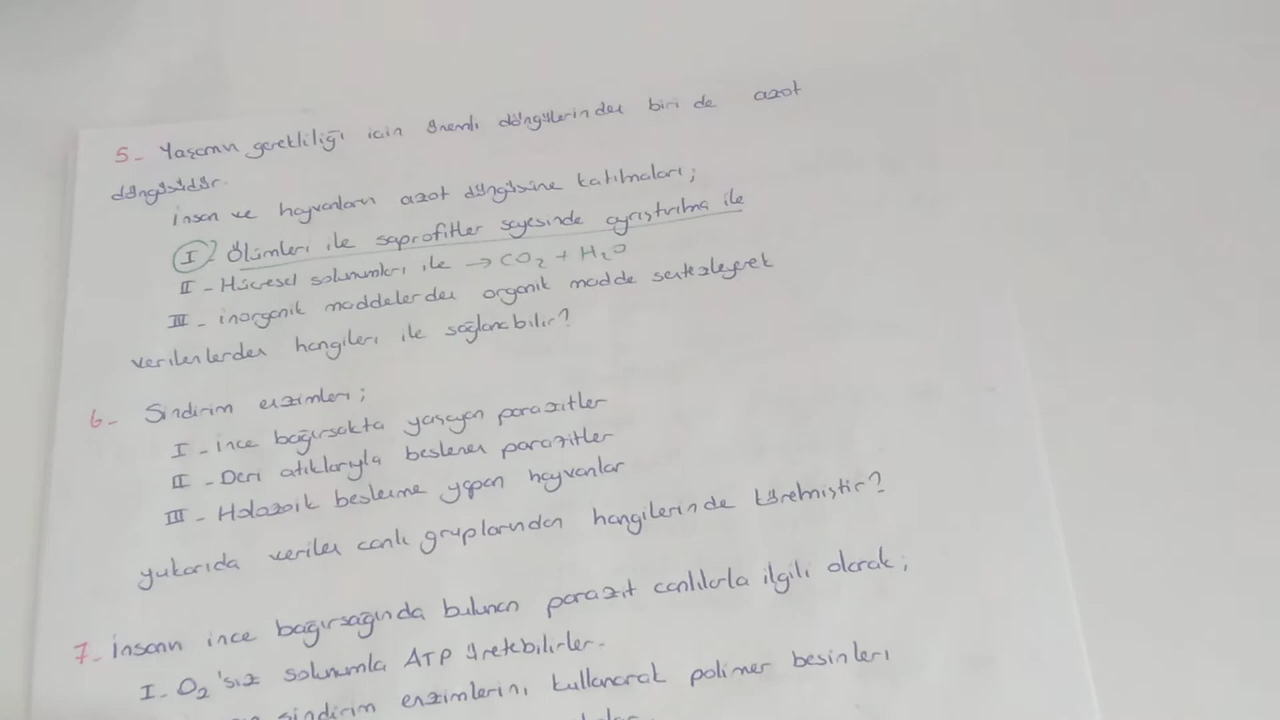 5- Yaşamın gerekliliği için önemli döngülerinden biri de azot
döngüsüdür.
İnsan ve hayvanların azot döngüsüne katılmaları;
I- Ölümleri ile saprofitler sayesinde ayrıştırılma ile
II - Hücresel solunumları ile → CO2 + H2O
III - inorganik maddelerden organik madde sentezleyerek
verilenlerden hangileri ile sağlanabilir?
6- Sindirim enzimleri;
I - ince bağırsakta yaşayan parazitler
II - Deri atıklarıyla beslenen parazitler
III - Holozoik beslenme yapan hayvanlar
yukarıda verilen canlı gruplarından hangilerinde körelmiştir?
7- İnsanın ince bağırsağında bulunan parazit canlılarla ilgili olarak;
I- O2'siz solunumla ATP üretebilirler.
sindirim enzimlerini kullanarak polimer besinleri